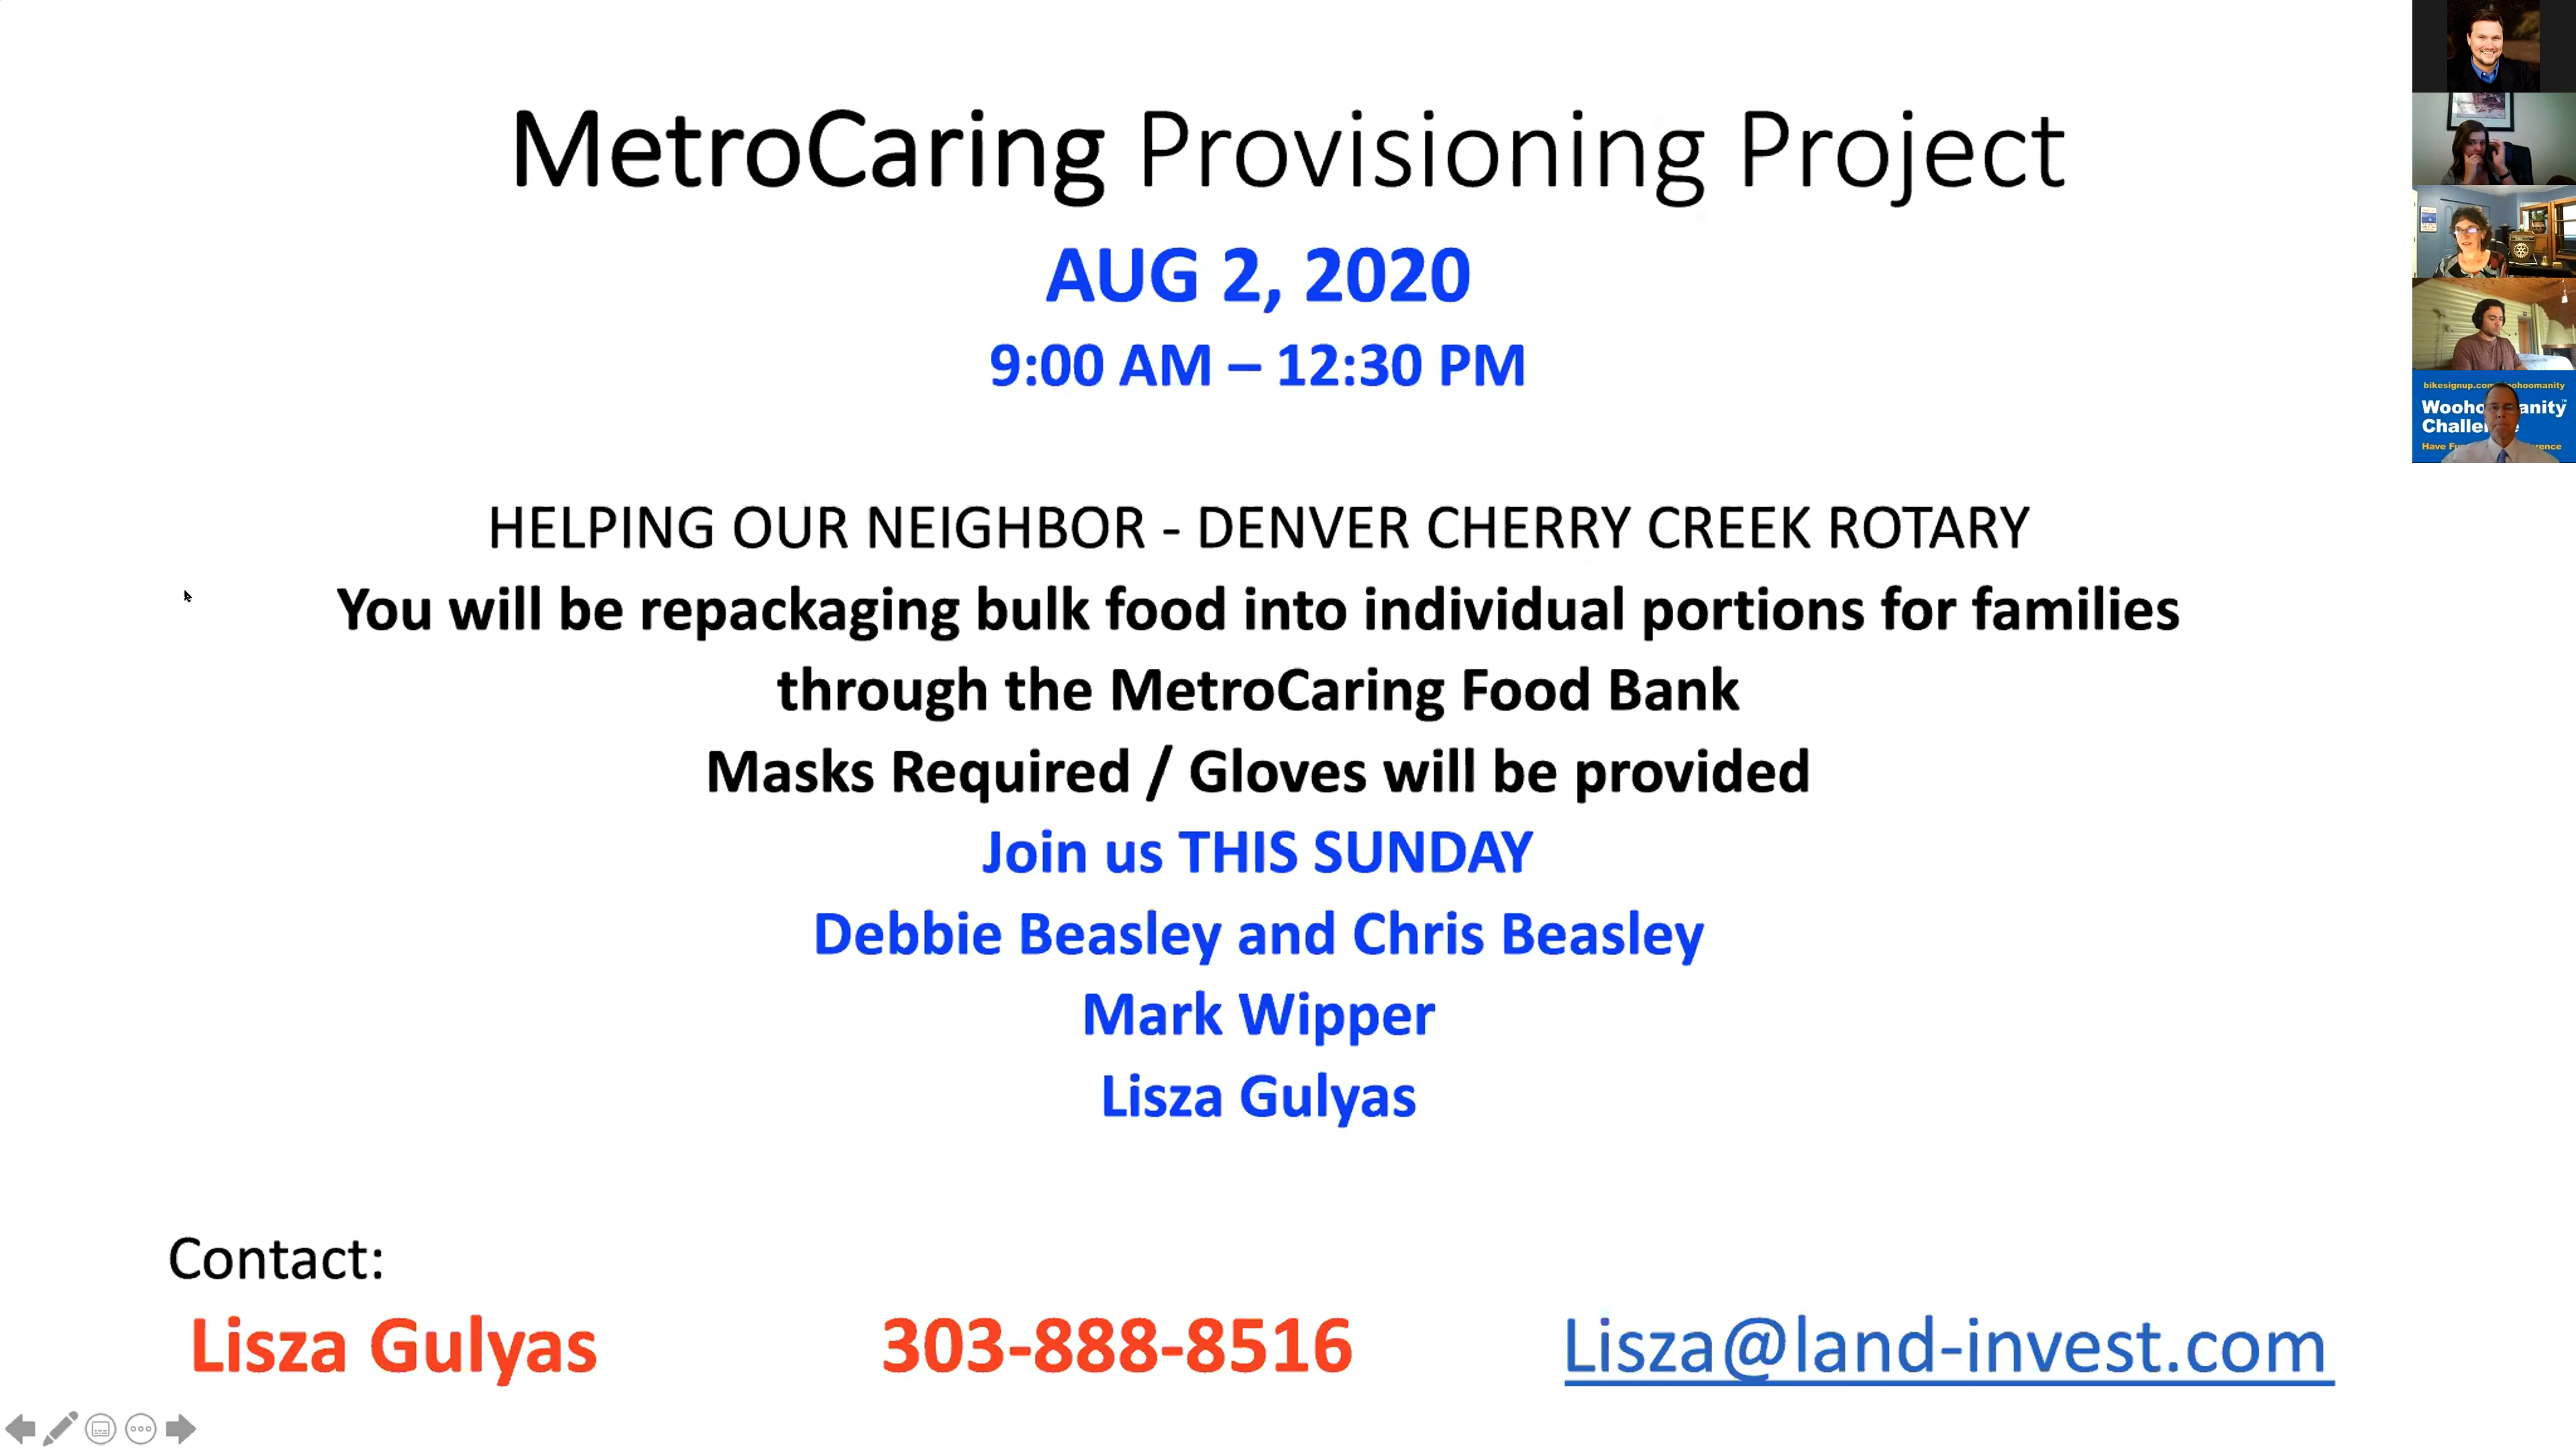 MetroCaring Provisioning Project
AUG 2, 2020
9:00 AM – 12:30 PM
HELPING OUR NEIGHBOR - DENVER CHERRY CREEK ROTARY
You will be repackaging bulk food into individual portions for families
through the MetroCaring Food Bank
Masks Required / Gloves will be provided
Join us THIS SUNDAY
Debbie Beasley and Chris Beasley
Mark Wipper
Lisza Gulyas
Contact:
Lisza Gulyas 303-888-8516 Lisza@land-invest.com
bikesignup.com
Have